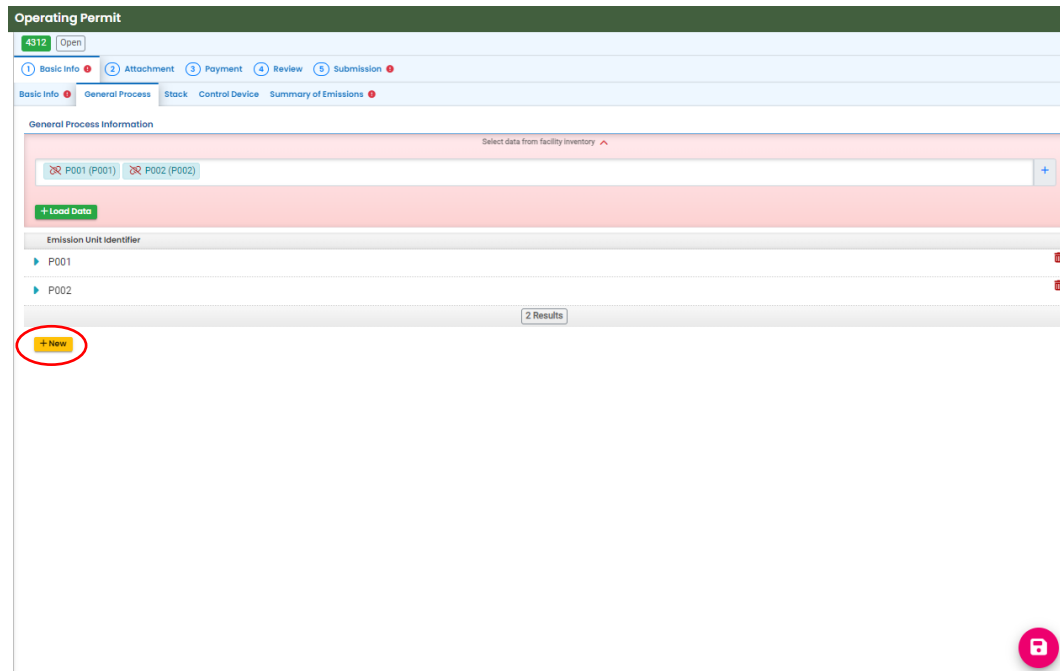 Operating Permit
4312 Open
1 Basic Info 2 Attachment 3 Payment 4 Review 5 Submission
Basic Info General Process Stack Control Device Summary of Emissions
General Process Information
Select data from facility inventory
P001 (P001) P002 (P002) +
+ Load Data
Emission Unit Identifier
P001
P002
2 Results
+ New